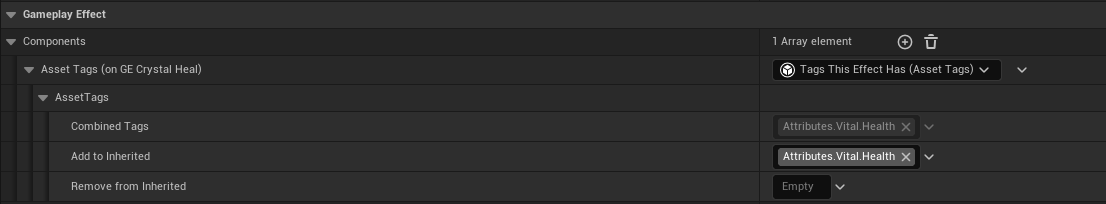 Gameplay Effect
Components 1 Array element
Asset Tags (on GE Crystal Heal) Tags This Effect Has (Asset Tags)
AssetTags
Combined Tags Attributes.Vital.Health
Add to Inherited Attributes.Vital.Health
Remove from Inherited Empty